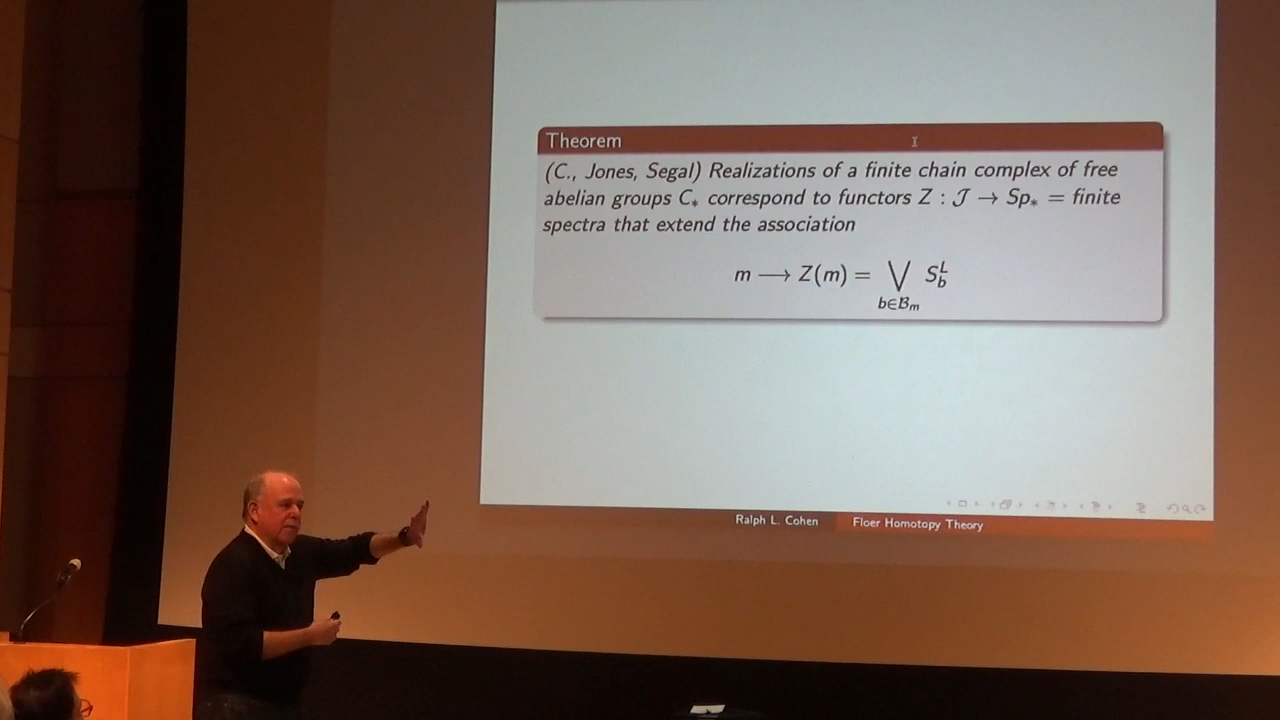 Theorem
(C., Jones, Segal) Realizations of a finite chain complex of free
abelian groups C∗ correspond to functors Z : 𝒥 → Sp∗ = finite
spectra that extend the association
m ⟶ Z(m) = ⋁_{b∈ℬ_m} S_b^L
Ralph L. Cohen Floer Homotopy Theory